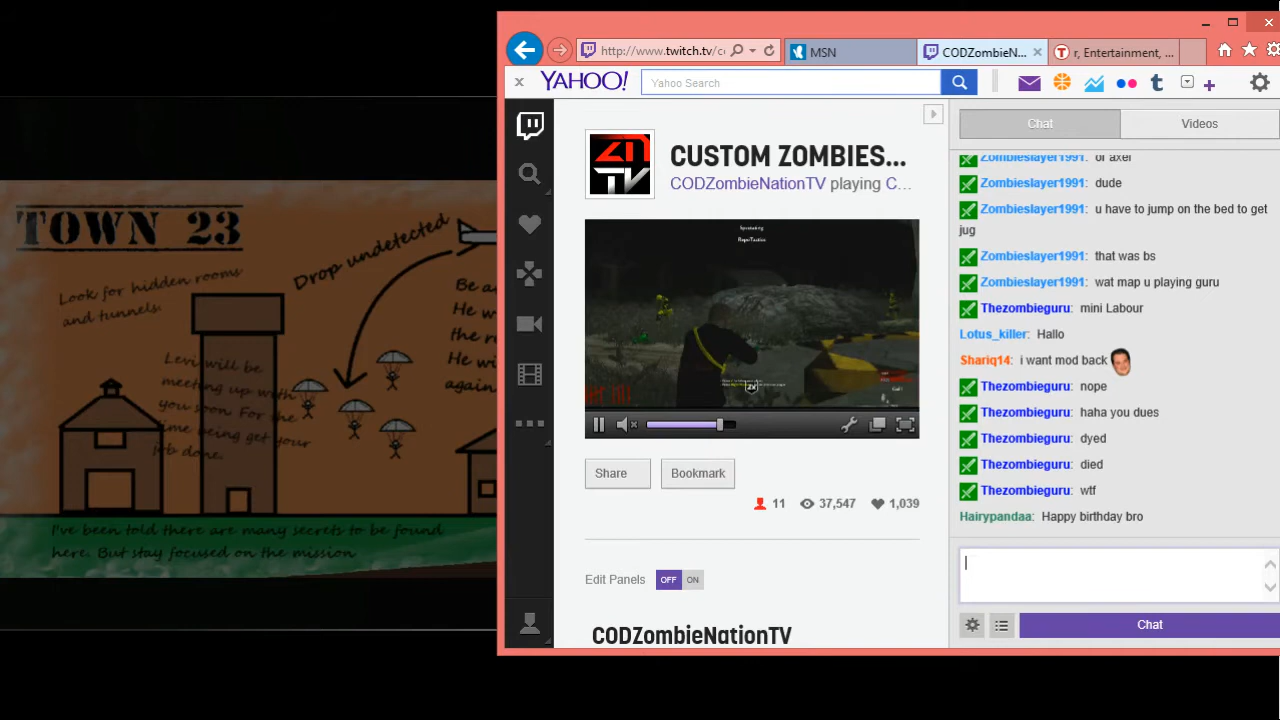 TOWN 23
Look for hidden rooms
and tunnels.
Drop undetected
Be a
He w
the r
He wi
again
Levi will be
meeting up with
you soon. For the
time being get your
job done.
I've been told there are many secrets to be found
here. But stay focused on the mission
http://www.twitch.tv/c
MSN
CODZombieN...
r, Entertainment, ...
YAHOO!
Yahoo Search
CUSTOM ZOMBIES...
CODZombieNationTV playing C...
Share
Bookmark
11
37,547
1,039
Edit Panels
OFF
ON
CODZombieNationTV
Chat
Videos
Zombieslayer1991: or axel
Zombieslayer1991: dude
Zombieslayer1991: u have to jump on the bed to get
jug
Zombieslayer1991: that was bs
Zombieslayer1991: wat map u playing guru
Thezombieguru: mini Labour
Lotus_killer: Hallo
Shariq14: i want mod back
Thezombieguru: nope
Thezombieguru: haha you dues
Thezombieguru: dyed
Thezombieguru: died
Thezombieguru: wtf
Hairypandaa: Happy birthday bro
Chat